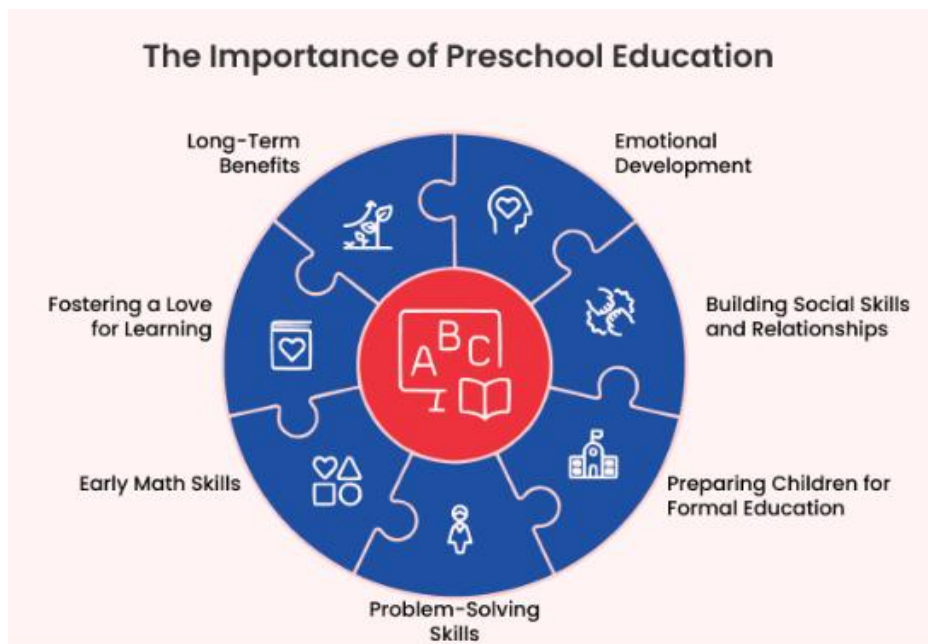 The Importance of Preschool Education
Long-Term
Benefits
Emotional
Development
Fostering a Love
for Learning
Building Social Skills
and Relationships
A B C
Early Math Skills
Preparing Children for
Formal Education
Problem-Solving
Skills